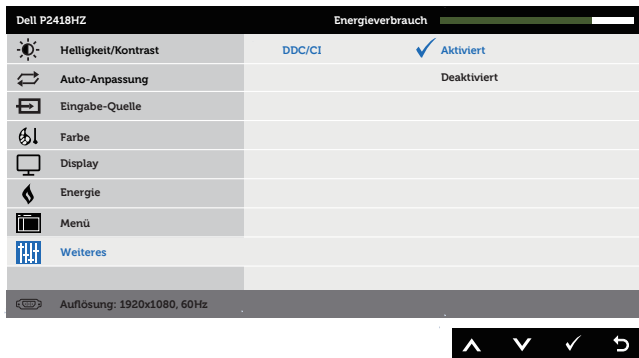 Dell P2418HZ Energieverbrauch
Helligkeit/Kontrast DDC/CI Aktiviert
Auto-Anpassung Deaktiviert
Eingabe-Quelle
Farbe
Display
Energie
Menü
Weiteres
Auflösung: 1920x1080, 60Hz